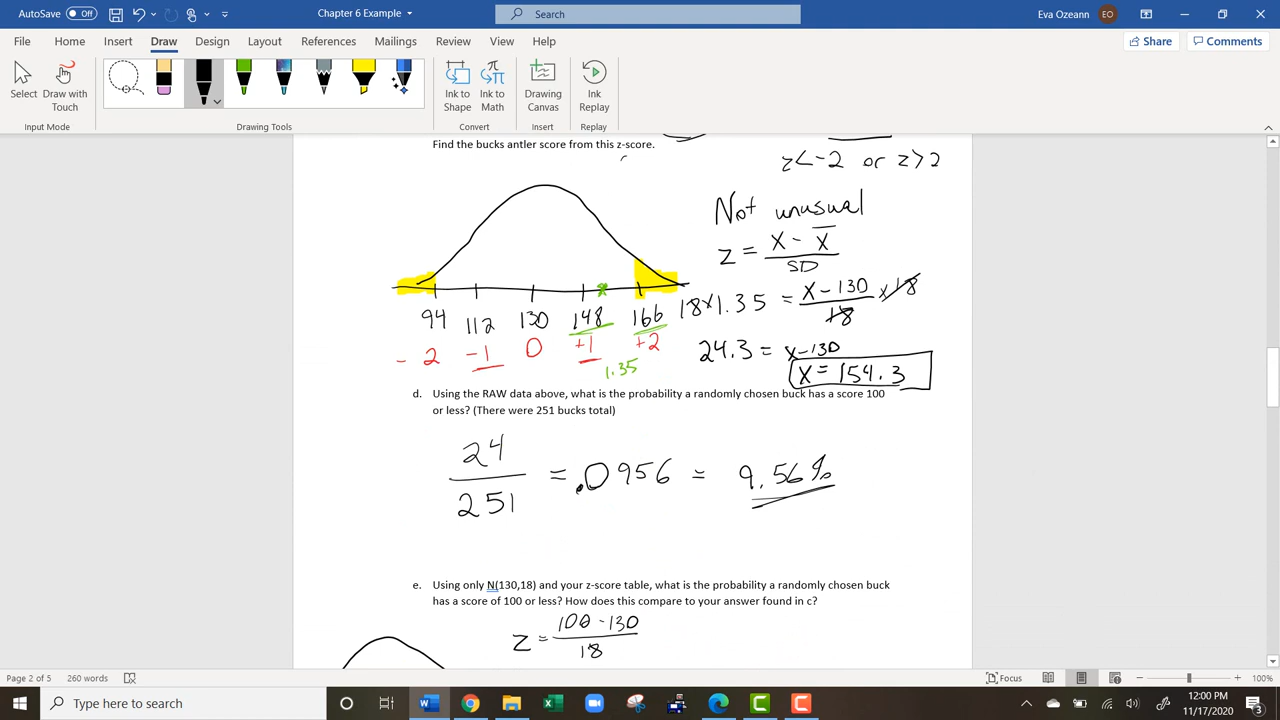 AutoSave Off Chapter 6 Example Search Eva Ozeann EO
File Home Insert Draw Design Layout References Mailings Review View Help Share Comments
Select Draw with Touch Ink to Shape Ink to Math Drawing Canvas Ink Replay
Input Mode Drawing Tools Convert Insert Replay
Find the bucks antler score from this z-score.
z<-2 or z>2
Not unusual
z = x - x̅ / SD
18×1.35 = x-130 / 18 ×18
94 112 130 148 166
-2 -1 0 +1 +2
1.35
24.3 = x-130
x = 154.3
d. Using the RAW data above, what is the probability a randomly chosen buck has a score 100
or less? (There were 251 bucks total)
24 / 251 = .0956 = 9.56%
e. Using only N(130,18) and your z-score table, what is the probability a randomly chosen buck
has a score of 100 or less? How does this compare to your answer found in c?
z = 100-130 / 18
Page 2 of 5 260 words Focus 100%
Type here to search 12:00 PM
11/17/2020